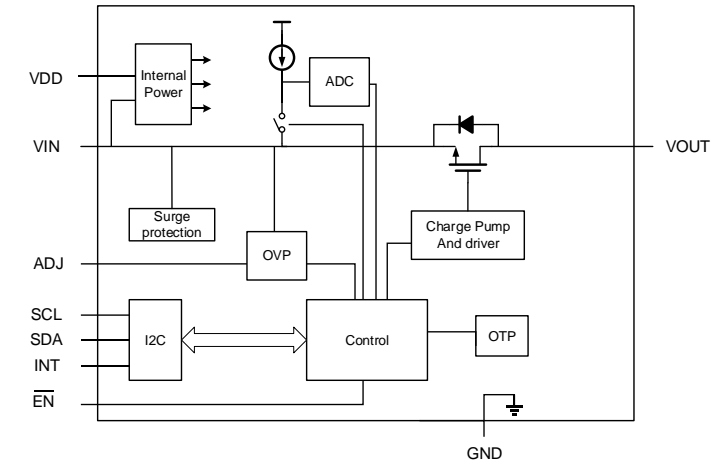 VDD
Internal
Power
ADC
VIN
VOUT
Surge
protection
Charge Pump
And driver
ADJ
OVP
SCL
SDA
INT
I2C
Control
OTP
EN
GND